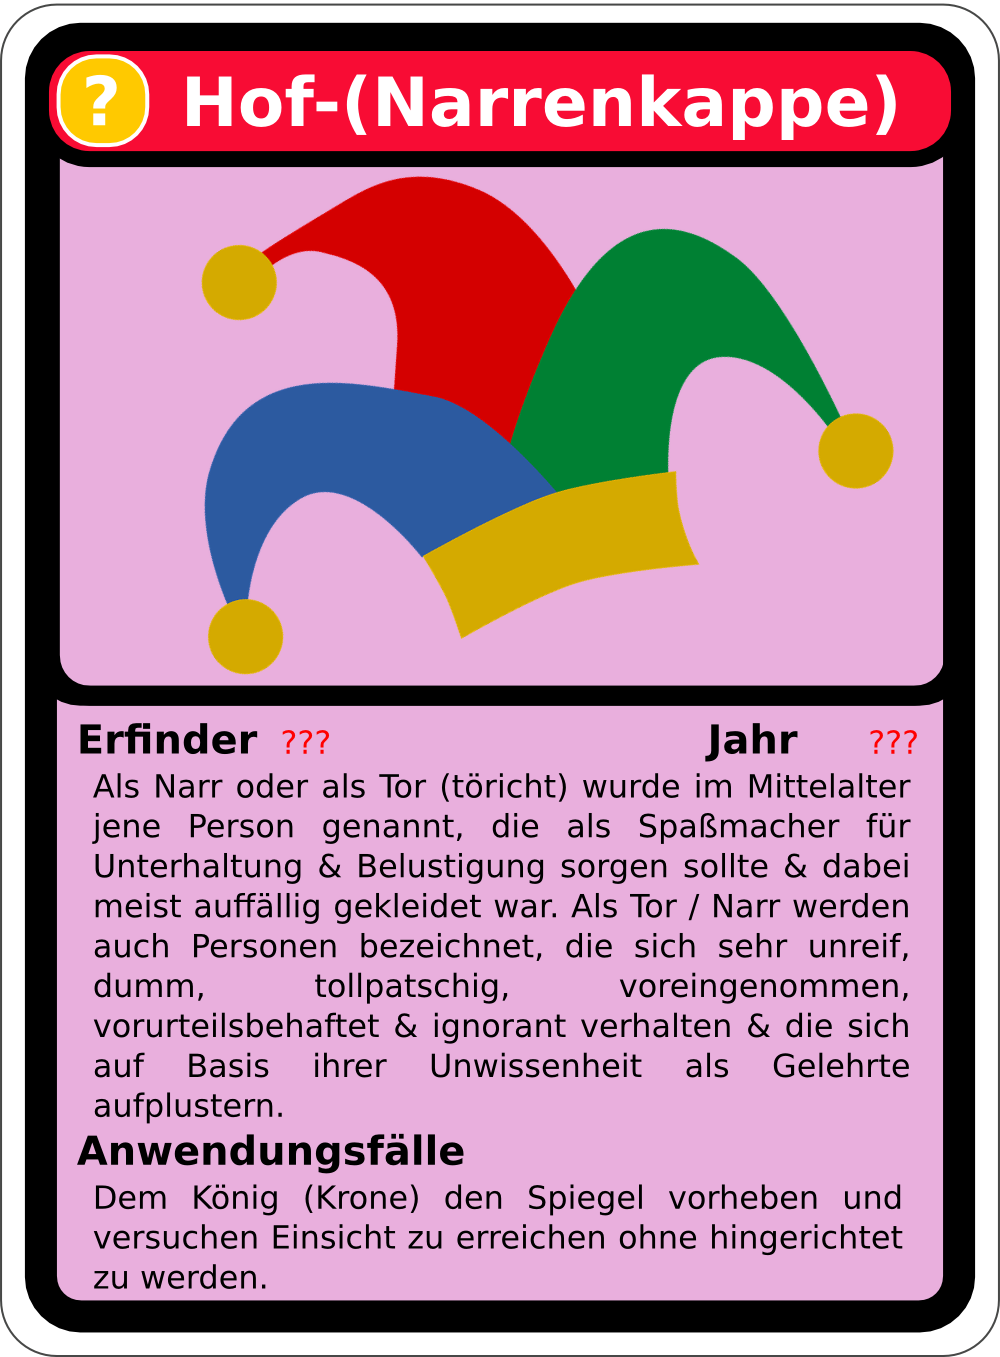 ? Hof-(Narrenkappe)
Erfinder ??? Jahr ???
Als Narr oder als Tor (töricht) wurde im Mittelalter
jene Person genannt, die als Spaßmacher für
Unterhaltung & Belustigung sorgen sollte & dabei
meist auffällig gekleidet war. Als Tor / Narr werden
auch Personen bezeichnet, die sich sehr unreif,
dumm, tollpatschig, voreingenommen,
vorurteilsbehaftet & ignorant verhalten & die sich
auf Basis ihrer Unwissenheit als Gelehrte
aufplustern.
Anwendungsfälle
Dem König (Krone) den Spiegel vorheben und
versuchen Einsicht zu erreichen ohne hingerichtet
zu werden.